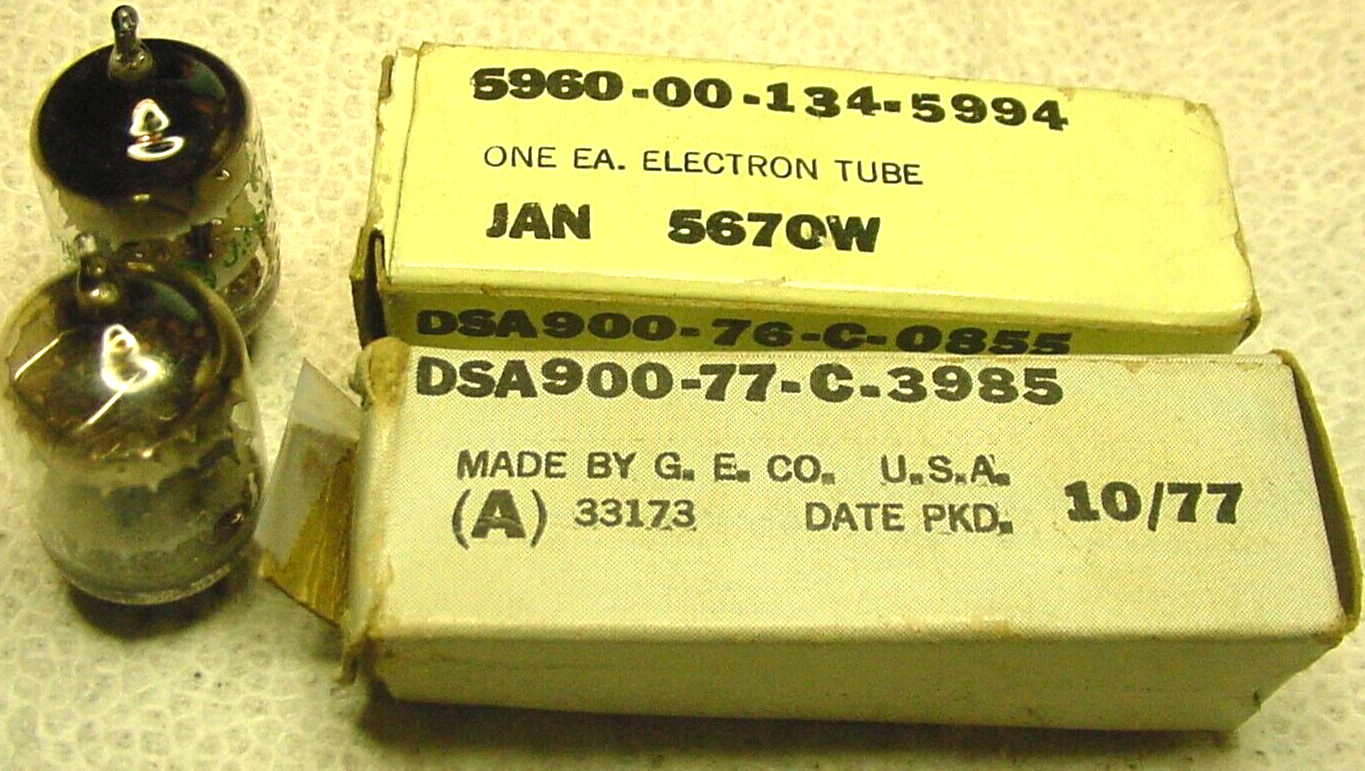 5960-00-134-5994
ONE EA. ELECTRON TUBE
JAN 5670W
DSA900-76-C-0855
DSA900-77-C-3985
MADE BY G. E. CO. U.S.A.
(A) 33173 DATE PKD. 10/77